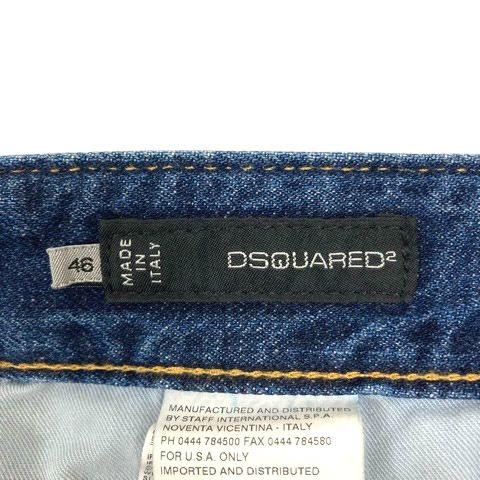 46
MADE
IN
ITALY
DSQUARED²
MANUFACTURED AND DISTRIBUTED
BY STAFF INTERNATIONAL S.P.A.
NOVENTA VICENTINA - ITALY
PH 0444 784500 FAX 0444 784580
FOR U.S.A. ONLY
IMPORTED AND DISTRIBUTED